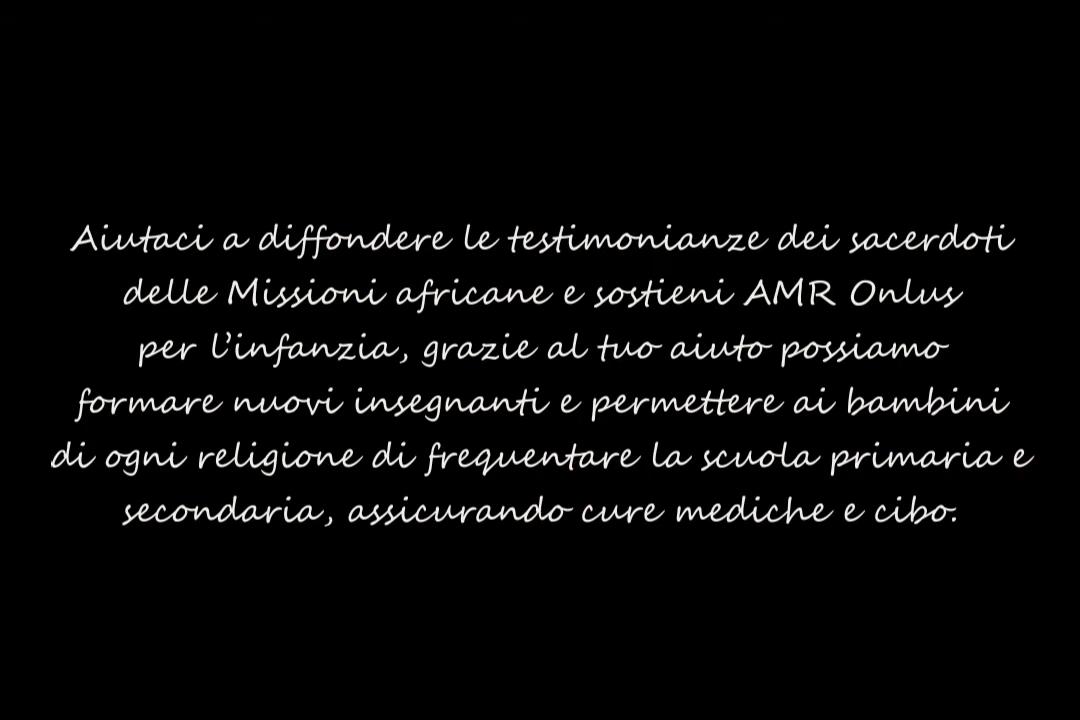 Aiutaci a diffondere le testimonianze dei sacerdoti
delle Missioni africane e sostieni AMR Onlus
per l'infanzia, grazie al tuo aiuto possiamo
formare nuovi insegnanti e permettere ai bambini
di ogni religione di frequentare la scuola primaria e
secondaria, assicurando cure mediche e cibo.